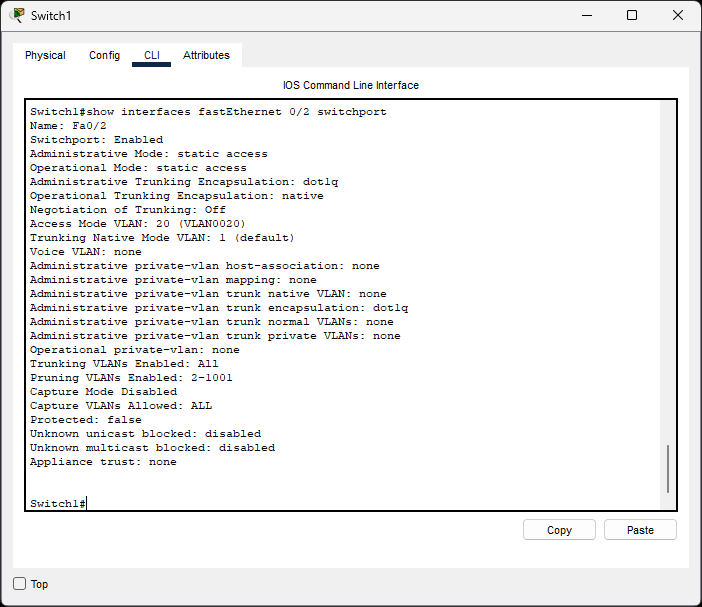 Switch1
Physical Config CLI Attributes
IOS Command Line Interface
Switch1#show interfaces fastEthernet 0/2 switchport
Name: Fa0/2
Switchport: Enabled
Administrative Mode: static access
Operational Mode: static access
Administrative Trunking Encapsulation: dot1q
Operational Trunking Encapsulation: native
Negotiation of Trunking: Off
Access Mode VLAN: 20 (VLAN0020)
Trunking Native Mode VLAN: 1 (default)
Voice VLAN: none
Administrative private-vlan host-association: none
Administrative private-vlan mapping: none
Administrative private-vlan trunk native VLAN: none
Administrative private-vlan trunk encapsulation: dot1q
Administrative private-vlan trunk normal VLANs: none
Administrative private-vlan trunk private VLANs: none
Operational private-vlan: none
Trunking VLANs Enabled: All
Pruning VLANs Enabled: 2-1001
Capture Mode Disabled
Capture VLANs Allowed: ALL
Protected: false
Unknown unicast blocked: disabled
Unknown multicast blocked: disabled
Appliance trust: none
Switch1#
Copy Paste
Top